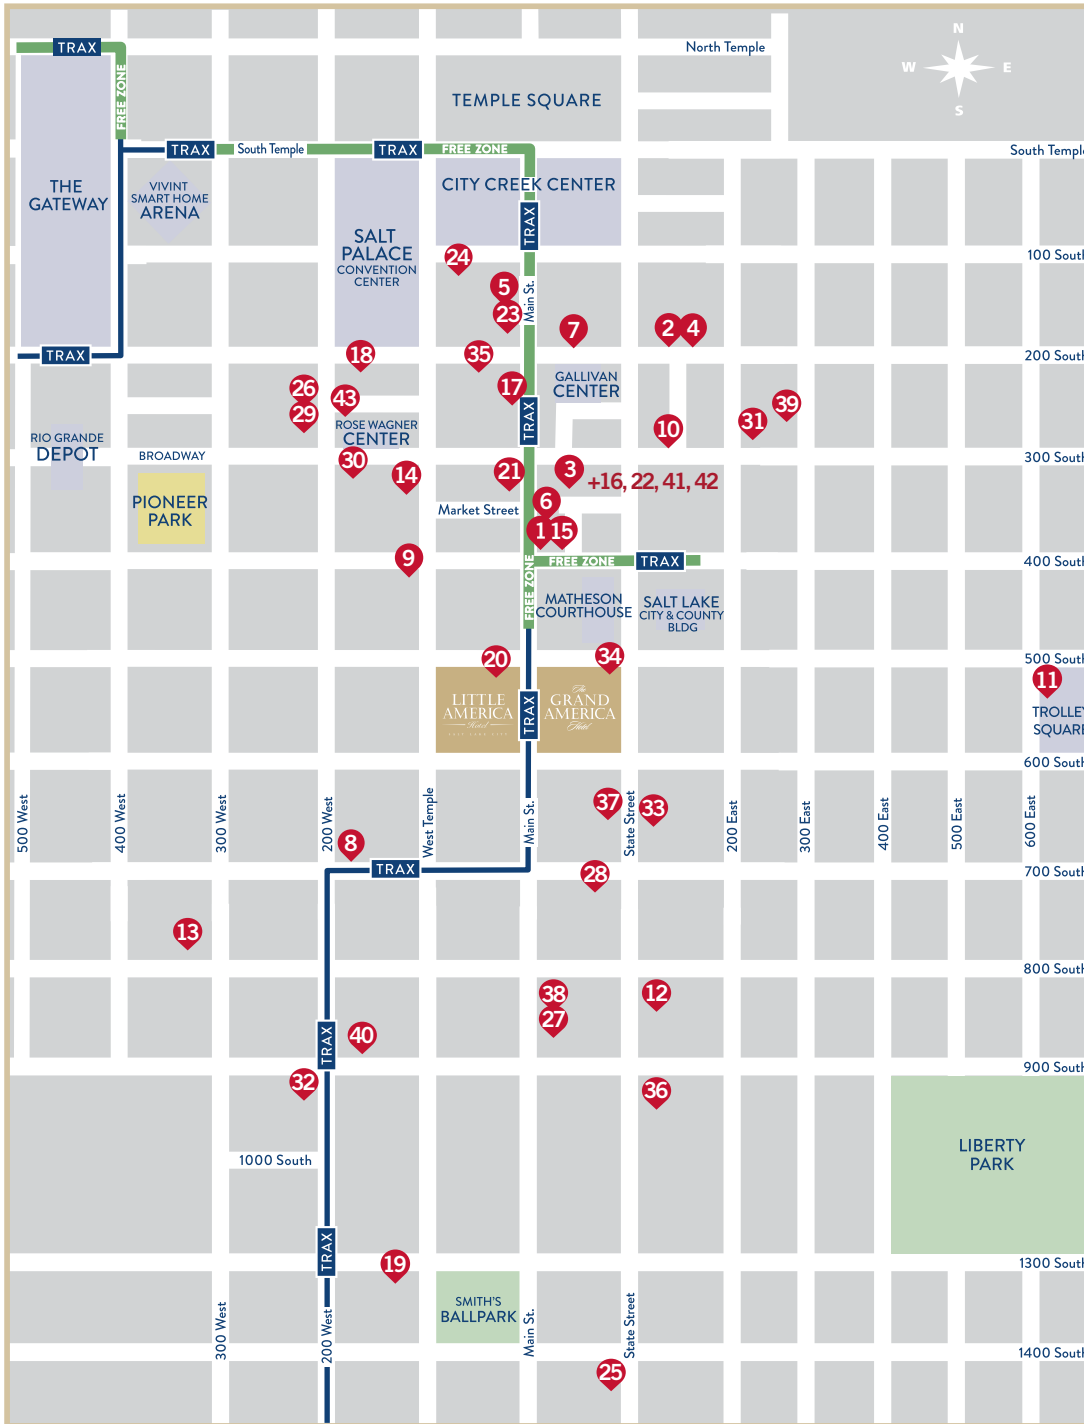 N
W E
S
TRAX
North Temple
FREE ZONE
TEMPLE SQUARE
TRAX
South Temple
TRAX
FREE ZONE
South Temple
THE
GATEWAY
VIVINT
SMART HOME
ARENA
CITY CREEK CENTER
TRAX
SALT
PALACE
CONVENTION
CENTER
24
100 South
5
Main St.
23
7
2
4
TRAX
18
35
200 South
26
43
17
GALLIVAN
CENTER
39
29
TRAX
31
10
ROSE WAGNER
CENTER
RIO GRANDE
DEPOT
BROADWAY
300 South
30
14
21
3
+16, 22, 41, 42
PIONEER
PARK
6
Market Street
1
15
9
FREE ZONE
TRAX
400 South
FREE ZONE
MATHESON
COURTHOUSE
SALT LAKE
CITY & COUNTY
BLDG
20
34
500 South
11
LITTLE
AMERICA
Hotel
The
GRAND
AMERICA
Hotel
TRAX
TROLLEY
SQUARE
600 South
37
33
500 West
400 West
300 West
200 West
West Temple
Main St.
State Street
200 East
300 East
400 East
500 East
600 East
8
TRAX
28
700 South
13
800 South
38
12
27
40
TRAX
900 South
32
36
LIBERTY
PARK
1000 South
TRAX
19
1300 South
SMITH'S
BALLPARK
300 West
200 West
Main St.
State Street
1400 South
25